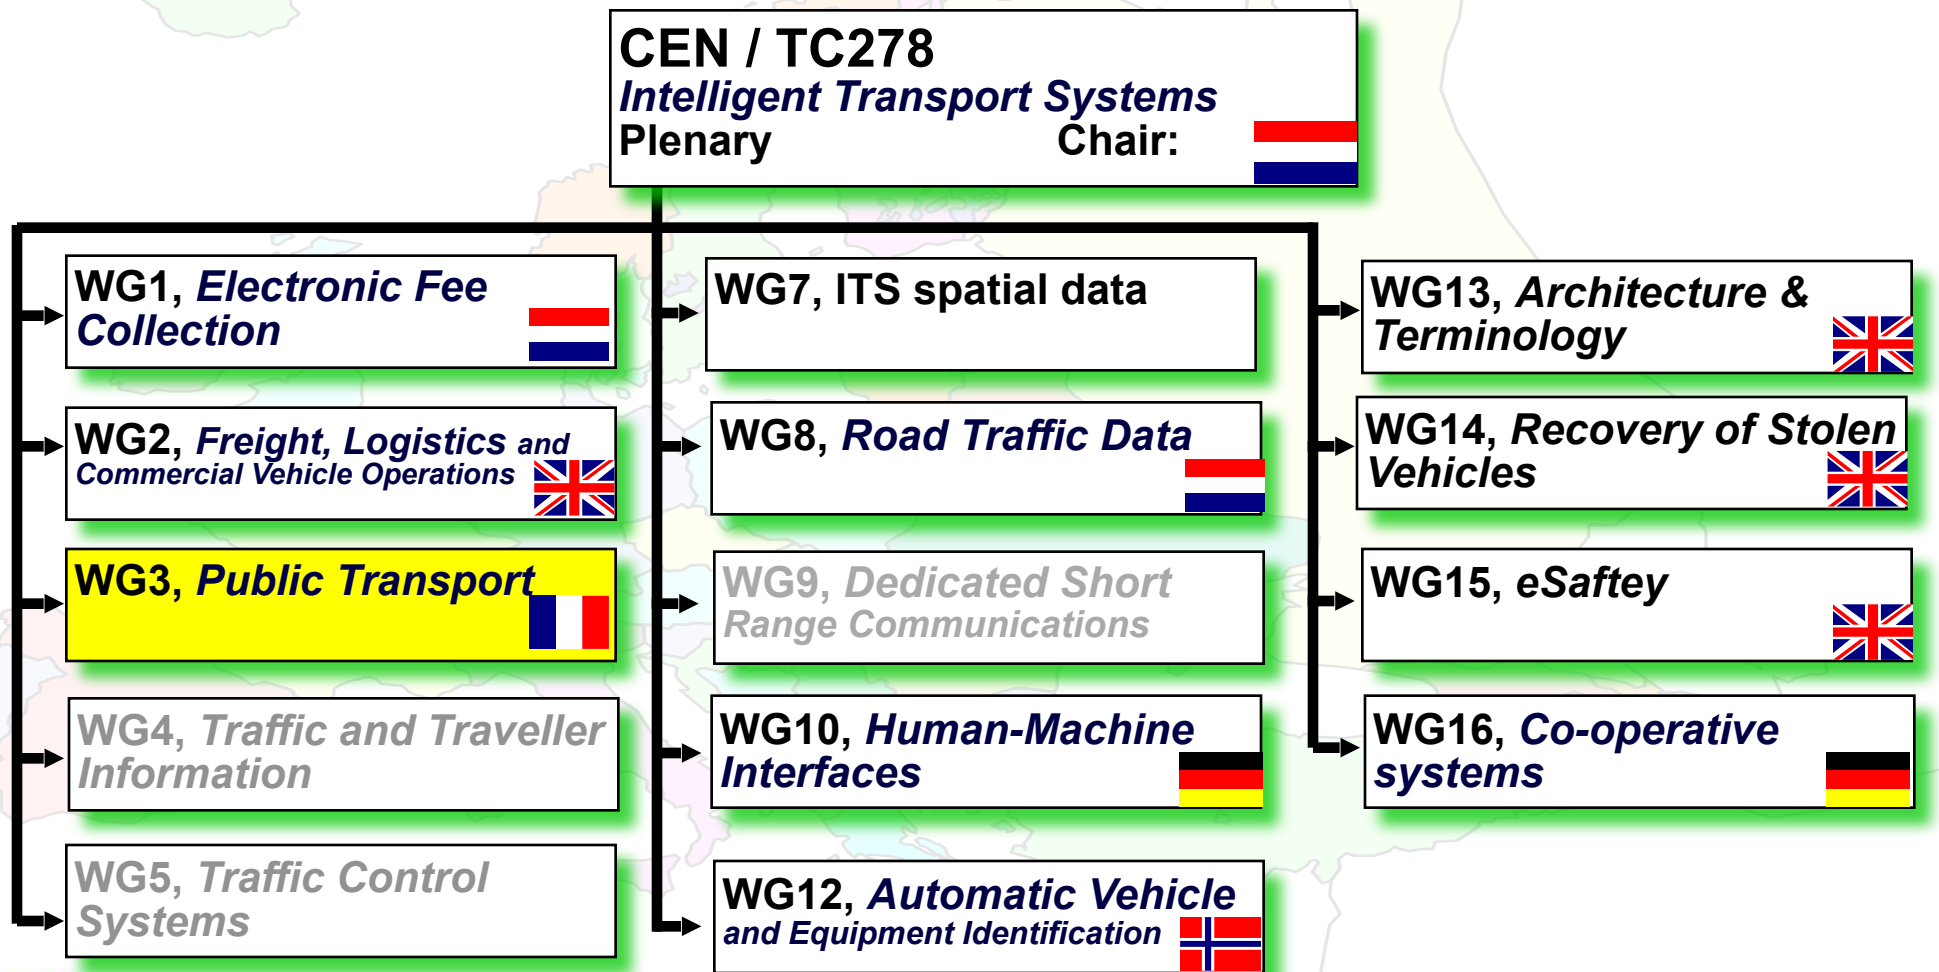 CEN / TC278
Intelligent Transport Systems
Plenary Chair:
WG1, Electronic Fee
Collection
WG2, Freight, Logistics and
Commercial Vehicle Operations
WG3, Public Transport
WG4, Traffic and Traveller
Information
WG5, Traffic Control
Systems
WG7, ITS spatial data
WG8, Road Traffic Data
WG9, Dedicated Short
Range Communications
WG10, Human-Machine
Interfaces
WG12, Automatic Vehicle
and Equipment Identification
WG13, Architecture &
Terminology
WG14, Recovery of Stolen
Vehicles
WG15, eSaftey
WG16, Co-operative
systems